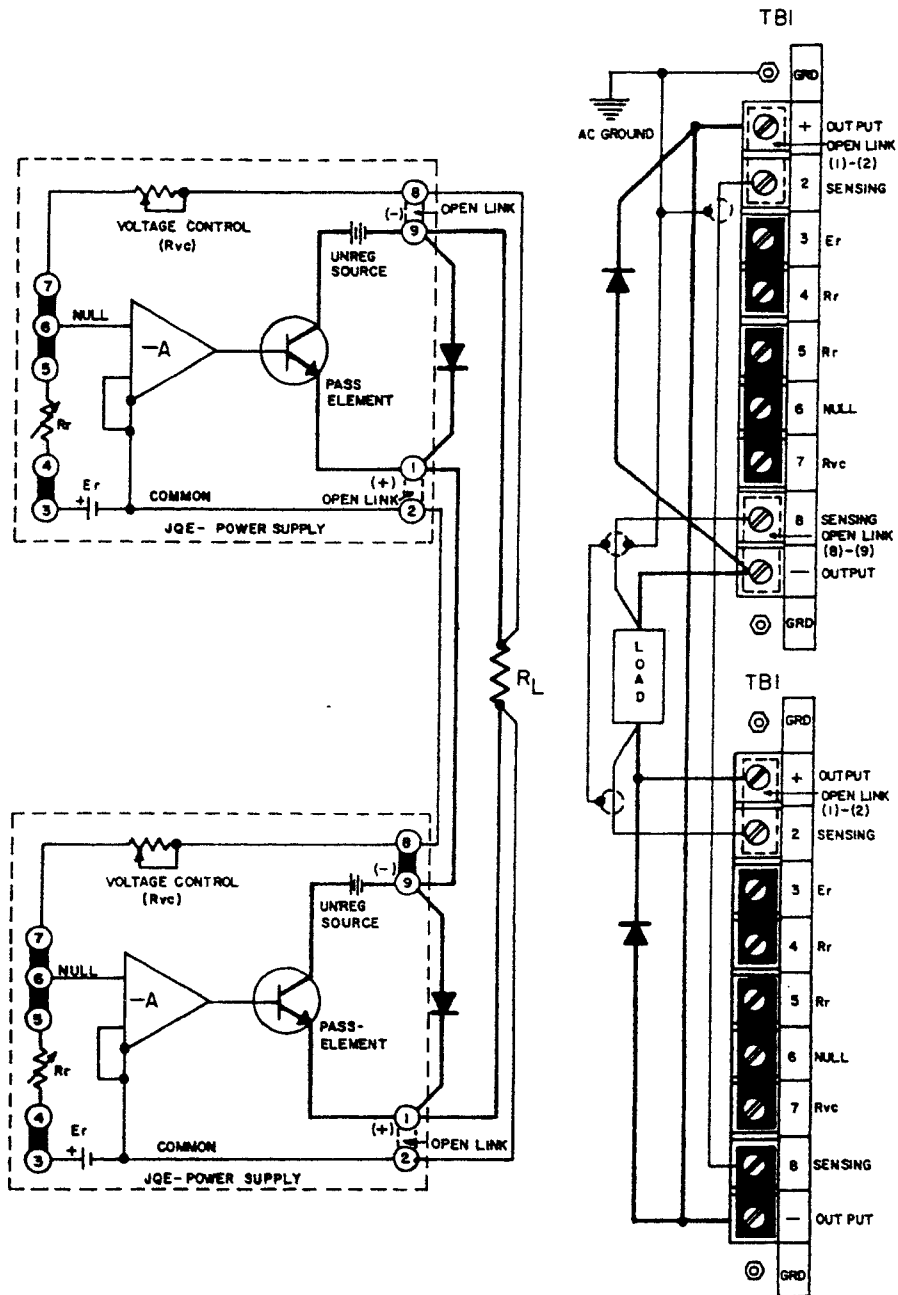 TBI
GRD
AC GROUND
+ OUTPUT
OPEN LINK
(1)-(2)
2 SENSING
3 Er
4 Rr
5 Rr
6 NULL
7 Rvc
8 SENSING
OPEN LINK
(8)-(9)
— OUTPUT
GRD
LOAD
TBI
GRD
+ OUTPUT
OPEN LINK
(1)-(2)
2 SENSING
3 Er
4 Rr
5 Rr
6 NULL
7 Rvc
8 SENSING
— OUTPUT
GRD
8
VOLTAGE CONTROL
(Rvc)
(-) OPEN LINK
9
UNREG
SOURCE
7
6 NULL
5
-A
PASS
ELEMENT
Rr
4
Er
+
3
COMMON
1
(+)
OPEN LINK
2
JQE- POWER SUPPLY
RL
8
VOLTAGE CONTROL
(Rvc)
(-)
9
UNREG
SOURCE
7
6 NULL
5
-A
PASS-
ELEMENT
Rr
4
Er
+
3
COMMON
1
(+)
OPEN LINK
2
JQE-POWER SUPPLY